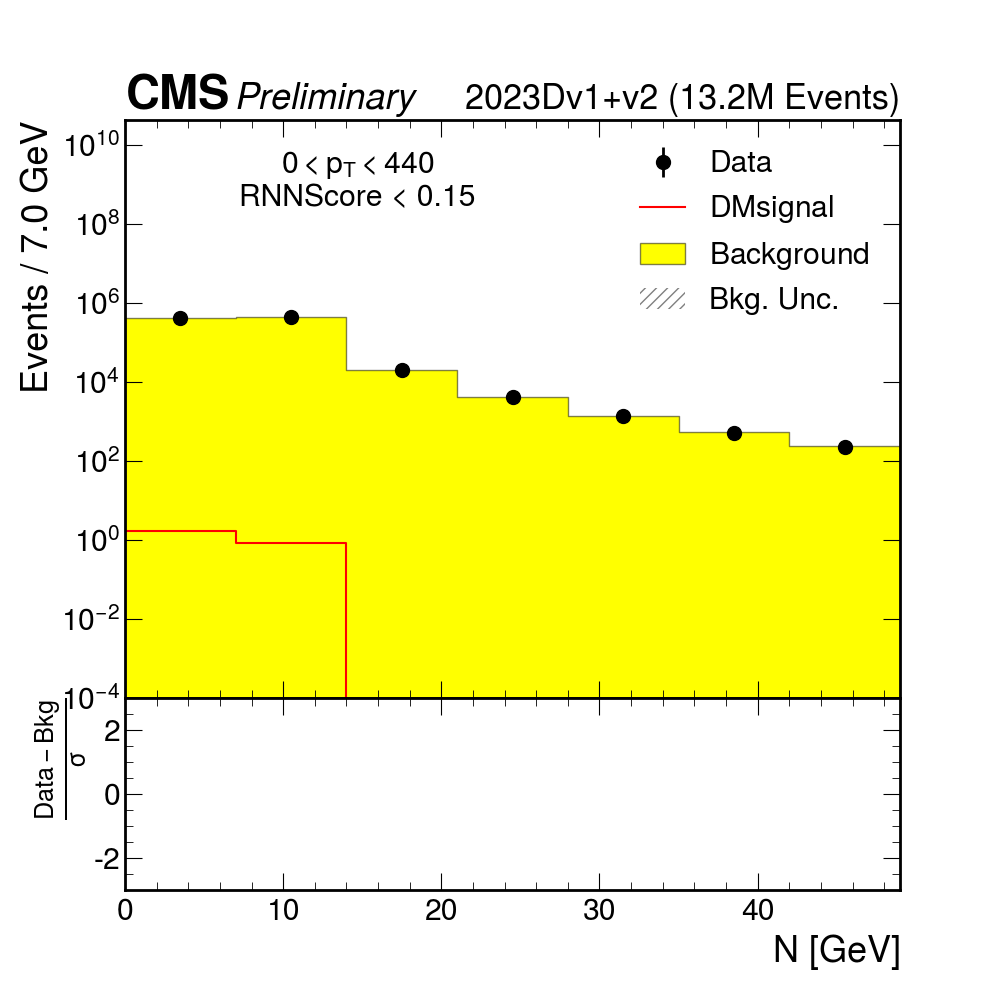 CMS Preliminary 2023Dv1+v2 (13.2M Events)
Events / 7.0 GeV
10^10
10^8
10^6
10^4
10^2
10^0
10^−2
10^−4
0 < p_T < 440
RNNScore < 0.15
Data
DMsignal
Background
Bkg. Unc.
Data − Bkg
σ
2
0
-2
0 10 20 30 40
N [GeV]